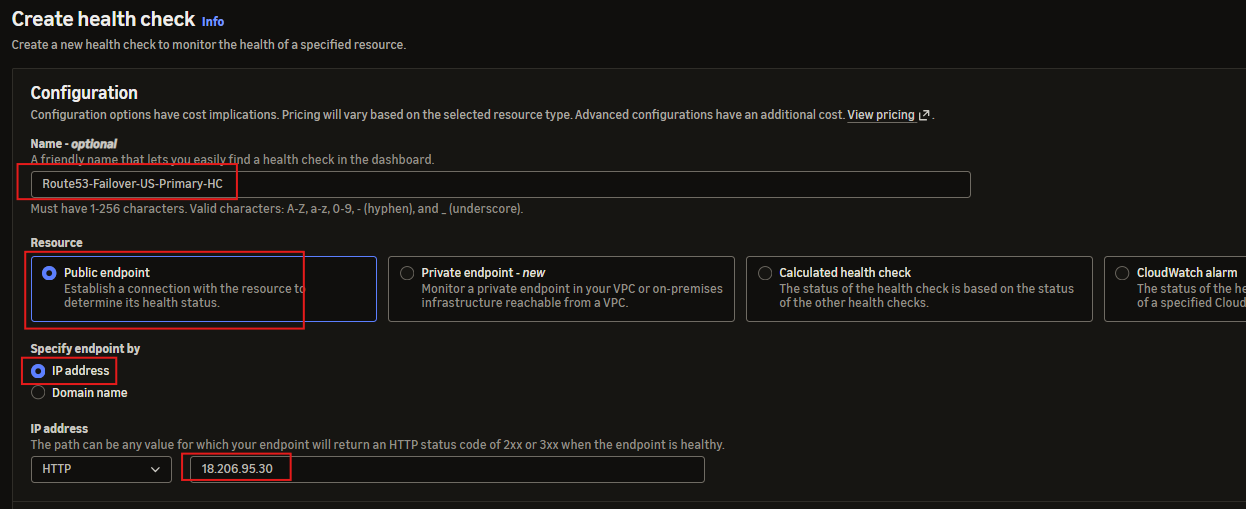 Create health check Info
Create a new health check to monitor the health of a specified resource.
Configuration
Configuration options have cost implications. Pricing will vary based on the selected resource type. Advanced configurations have an additional cost. View pricing.
Name - optional
A friendly name that lets you easily find a health check in the dashboard.
Route53-Failover-US-Primary-HC
Must have 1-256 characters. Valid characters: A-Z, a-z, 0-9, - (hyphen), and _ (underscore).
Resource
Public endpoint
Establish a connection with the resource to
determine its health status.
Private endpoint - new
Monitor a private endpoint in your VPC or on-premises
infrastructure reachable from a VPC.
Calculated health check
The status of the health check is based on the status
of the other health checks.
CloudWatch alarm
The status of the he
of a specified Cloud
Specify endpoint by
IP address
Domain name
IP address
The path can be any value for which your endpoint will return an HTTP status code of 2xx or 3xx when the endpoint is healthy.
HTTP
18.206.95.30